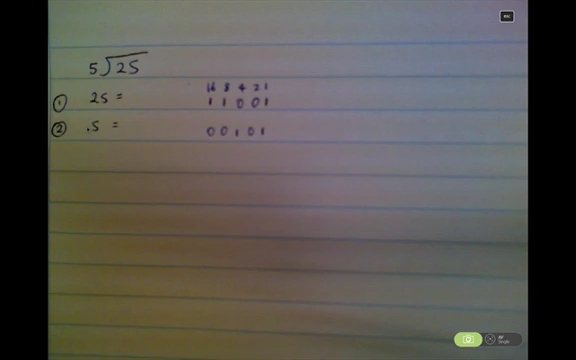 5)25
16 8 4 2 1
① 25 = 1 1 0 0 1
② .5 = 0 0 1 0 1